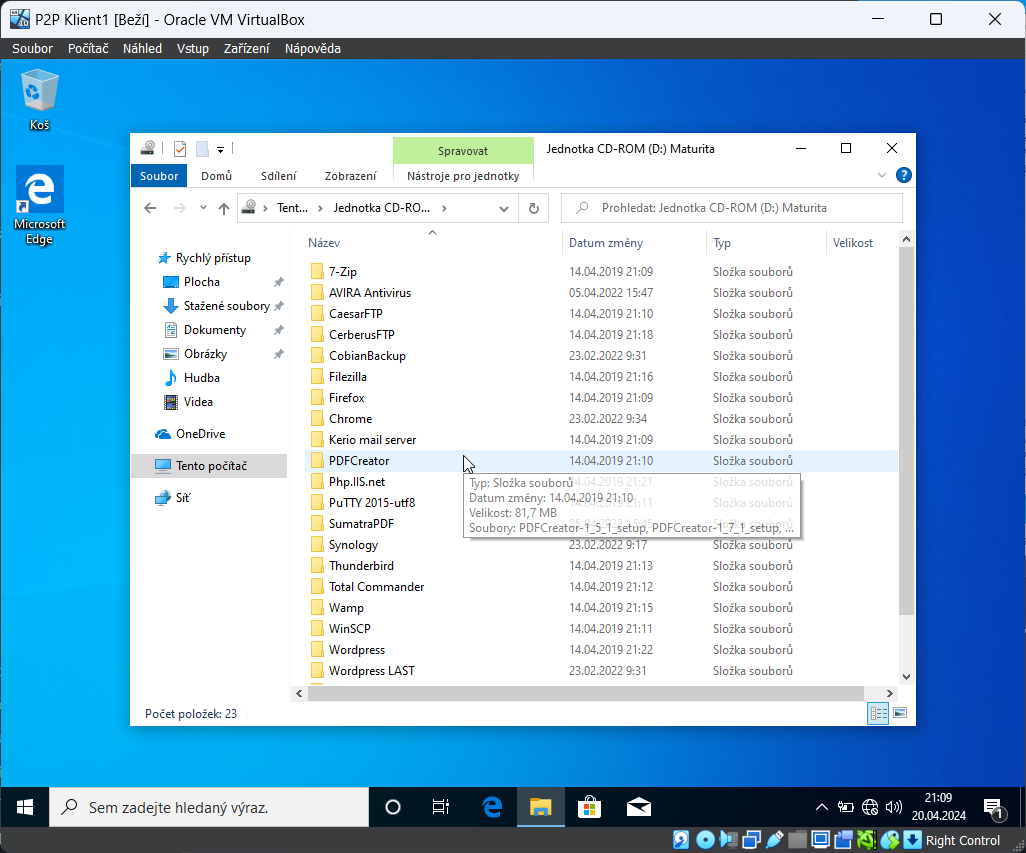 P2P Klient1 [Beží] - Oracle VM VirtualBox
Soubor Počítač Náhled Vstup Zařízení Nápověda
Koš
Microsoft
Edge
Spravovat Jednotka CD-ROM (D:) Maturita
Soubor Domů Sdílení Zobrazení Nástroje pro jednotky
Tent... Jednotka CD-RO... Prohledat: Jednotka CD-ROM (D:) Maturita
Rychlý přístup
Plocha
Stažené soubory
Dokumenty
Obrázky
Hudba
Videa
OneDrive
Tento počítač
Síť
Název Datum změny Typ Velikost
7-Zip 14.04.2019 21:09 Složka souborů
AVIRA Antivirus 05.04.2022 15:47 Složka souborů
CaesarFTP 14.04.2019 21:10 Složka souborů
CerberusFTP 14.04.2019 21:18 Složka souborů
CobianBackup 23.02.2022 9:31 Složka souborů
Filezilla 14.04.2019 21:16 Složka souborů
Firefox 14.04.2019 21:09 Složka souborů
Chrome 23.02.2022 9:34 Složka souborů
Kerio mail server 14.04.2019 21:09 Složka souborů
PDFCreator 14.04.2019 21:10 Složka souborů
Php.IIS.net 14.04.2019 21:21 Složka souborů
PuTTY 2015-utf8 21:11 Složka souborů
SumatraPDF
Synology 23.02.2022 9:17 Složka souborů
Thunderbird 14.04.2019 21:13 Složka souborů
Total Commander 14.04.2019 21:12 Složka souborů
Wamp 14.04.2019 21:15 Složka souborů
WinSCP 14.04.2019 21:11 Složka souborů
Wordpress 14.04.2019 21:22 Složka souborů
Wordpress LAST 23.02.2022 9:31 Složka souborů
Typ: Složka souborů
Datum změny: 14.04.2019 21:10
Velikost: 81,7 MB
Soubory: PDFCreator-1_5_1_setup, PDFCreator-1_7_1_setup, ...
Počet položek: 23
Sem zadejte hledaný výraz.
21:09
20.04.2024
1
Right Control